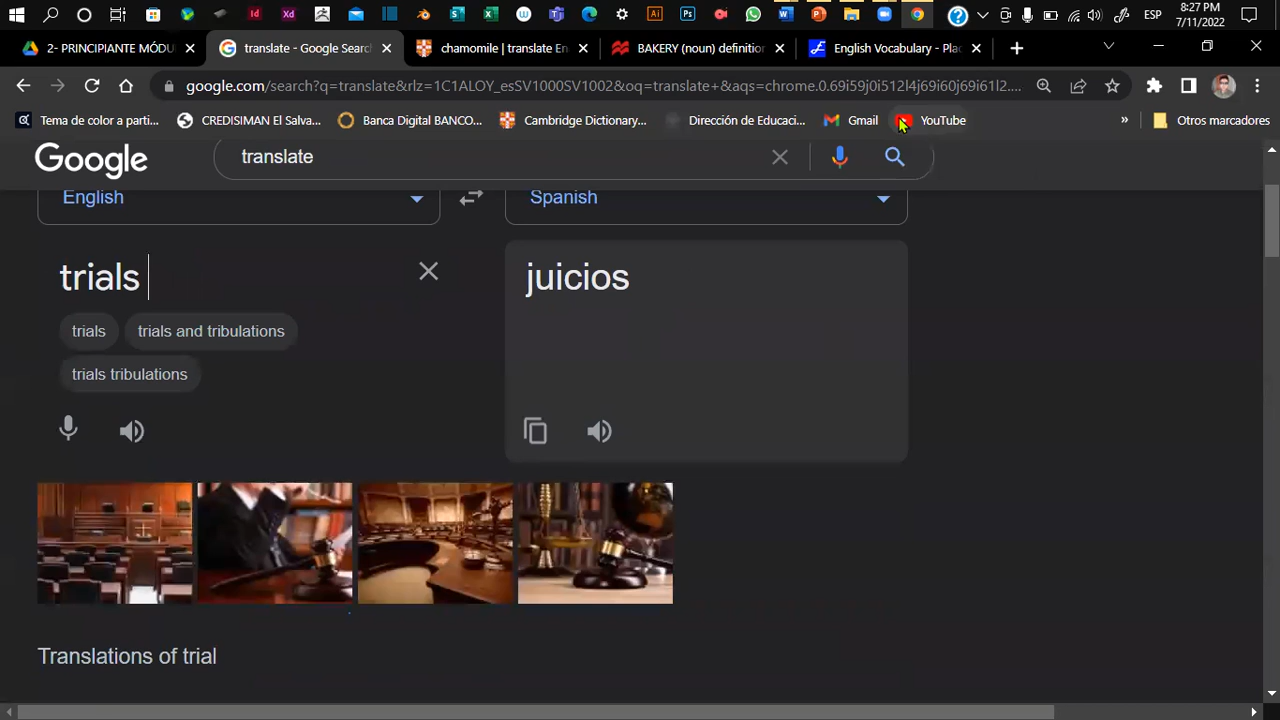 8:27 PM
ESP
7/11/2022
2- PRINCIPIANTE MÓDU
translate - Google Search
chamomile | translate En
BAKERY (noun) definition
English Vocabulary - Plac
google.com/search?q=translate&rlz=1C1ALOY_esSV1000SV1002&oq=translate+&aqs=chrome.0.69i59j0i512l4j69i60j69i61l2....
Tema de color a parti...
CREDISIMAN El Salva...
Banca Digital BANCO...
Cambridge Dictionary...
Dirección de Educaci...
Gmail
YouTube
»
Otros marcadores
Google
translate
English
Spanish
trials
juicios
trials
trials and tribulations
trials tribulations
Translations of trial